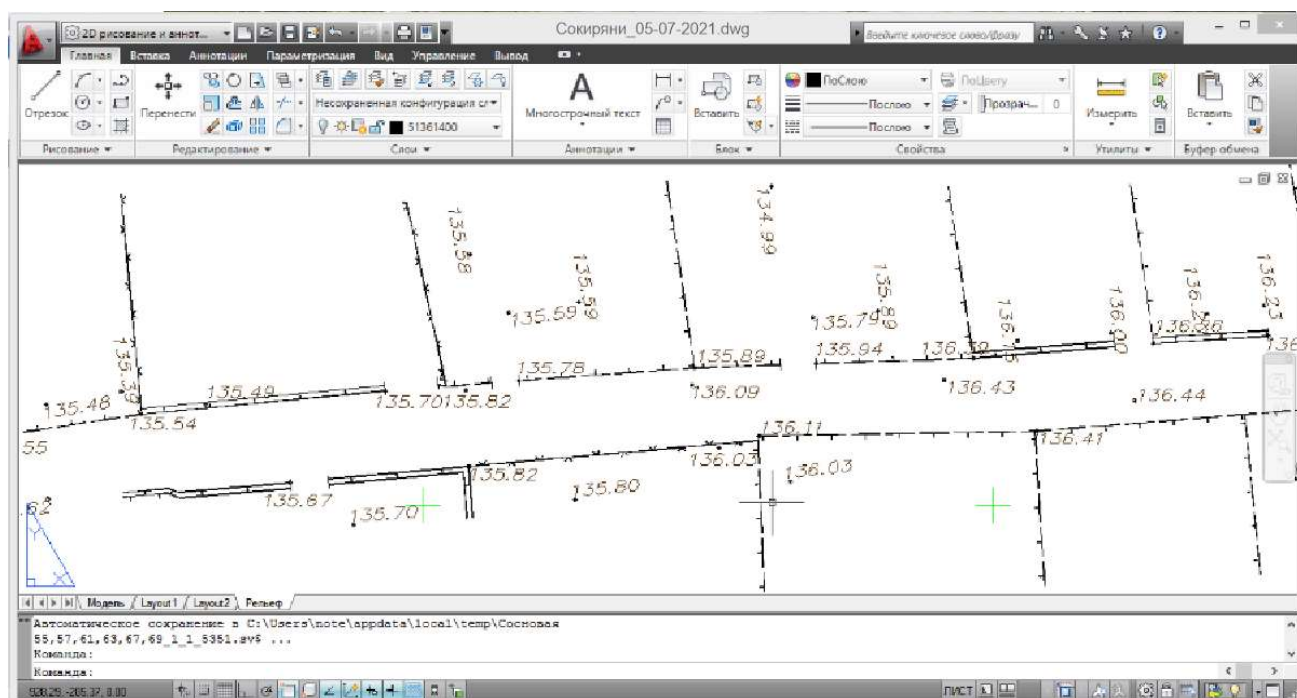 2D рисование и аннот...
Сокиряни_05-07-2021.dwg
Введите ключевое слово/фразу
Главная Вставка Аннотации Параметризация Вид Управление Вывод
ПоСлою
ПоЦвету
Несохраненная конфигурация сл
Послою
Прозрач... 0
Отрезок
Перенести
Многострочный текст
Вставить
Измерить
Вставить
51361400
Послою
Рисование
Редактирование
Слои
Аннотации
Блок
Свойства
Утилиты
Буфер обмена
135.58
134.99
135.59
135.89
136.23
135.59
135.79
136.00
135.39
135.78
135.89
135.94
135.49
136.09
136.43
136.44
135.48
135.70
135.82
135.54
136.11
55
136.41
136.03
135.82
136.03
135.80
135.67
135.70
.62
Y
X
Модель Layout1 Layout2 Рельеф
Автоматическое сохранение в C:\Users\note\appdata\local\temp\Сосновая
55,57,61,63,67,69_1_1_5351.sv$ ...
Команда:
Команда:
ЛИСТ